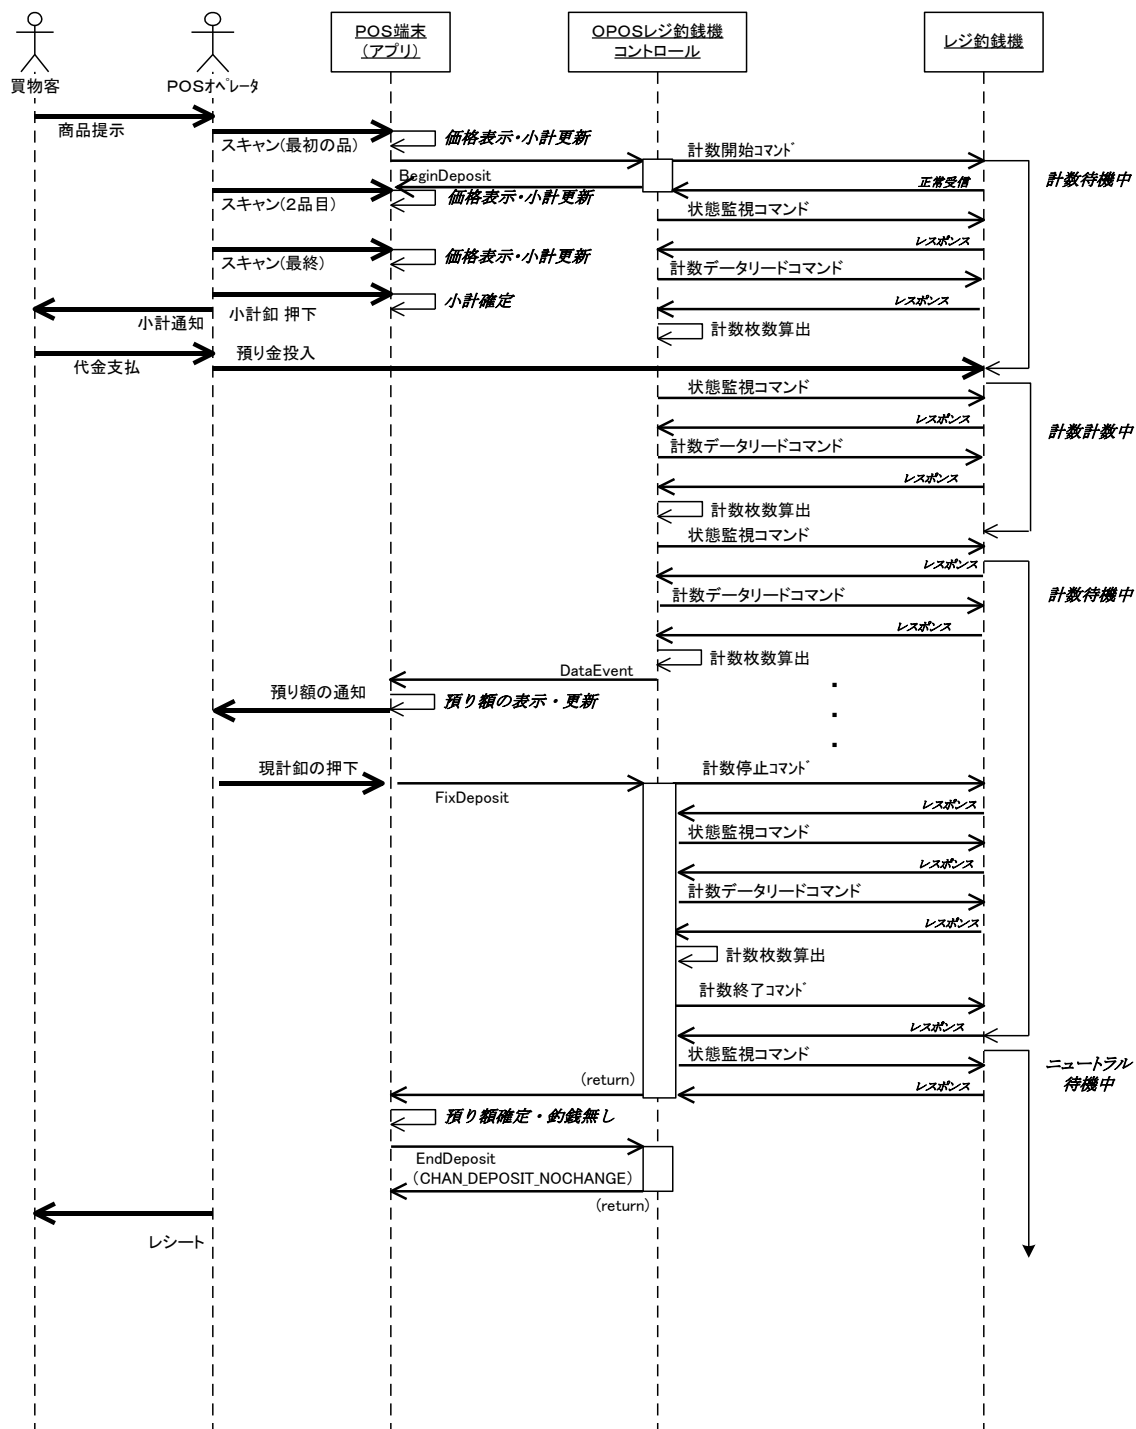 買物客
POSｵﾍﾟﾚｰﾀ
POS端末
(アプリ)
OPOSレジ釣銭機
コントロール
レジ釣銭機
商品提示
スキャン(最初の品)
価格表示・小計更新
計数開始ｺﾏﾝﾄﾞ
BeginDeposit
正常受信
計数待機中
スキャン(2品目)
価格表示・小計更新
状態監視コマンド
レスポンス
スキャン(最終)
価格表示・小計更新
計数データリードコマンド
小計通知
小計釦 押下
小計確定
レスポンス
計数枚数算出
代金支払
預り金投入
状態監視コマンド
レスポンス
計数計数中
計数データリードコマンド
レスポンス
計数枚数算出
状態監視コマンド
レスポンス
計数データリードコマンド
計数待機中
レスポンス
計数枚数算出
DataEvent
預り額の通知
預り額の表示・更新
・
・
・
現計釦の押下
FixDeposit
計数停止ｺﾏﾝﾄﾞ
レスポンス
状態監視コマンド
レスポンス
計数データリードコマンド
レスポンス
計数枚数算出
計数終了ｺﾏﾝﾄﾞ
レスポンス
状態監視コマンド
ニュートラル
待機中
(return)
レスポンス
預り額確定・釣銭無し
EndDeposit
(CHAN_DEPOSIT_NOCHANGE)
(return)
レシート